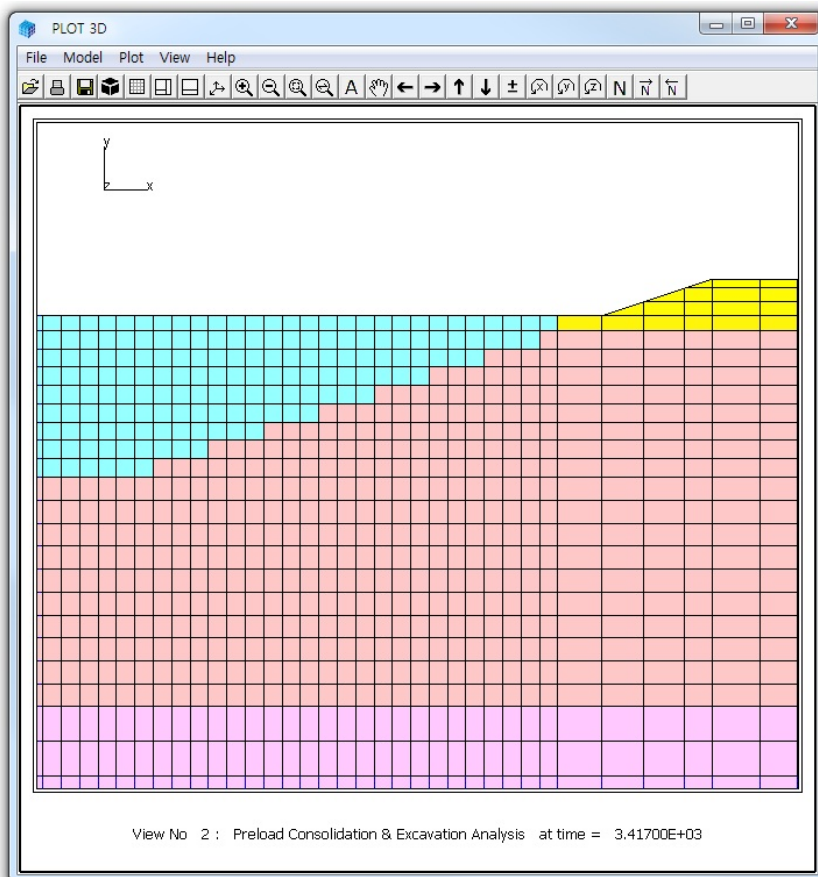 PLOT 3D
File Model Plot View Help
A N N N
y
z x
View No 2 : Preload Consolidation & Excavation Analysis at time = 3.41700E+03